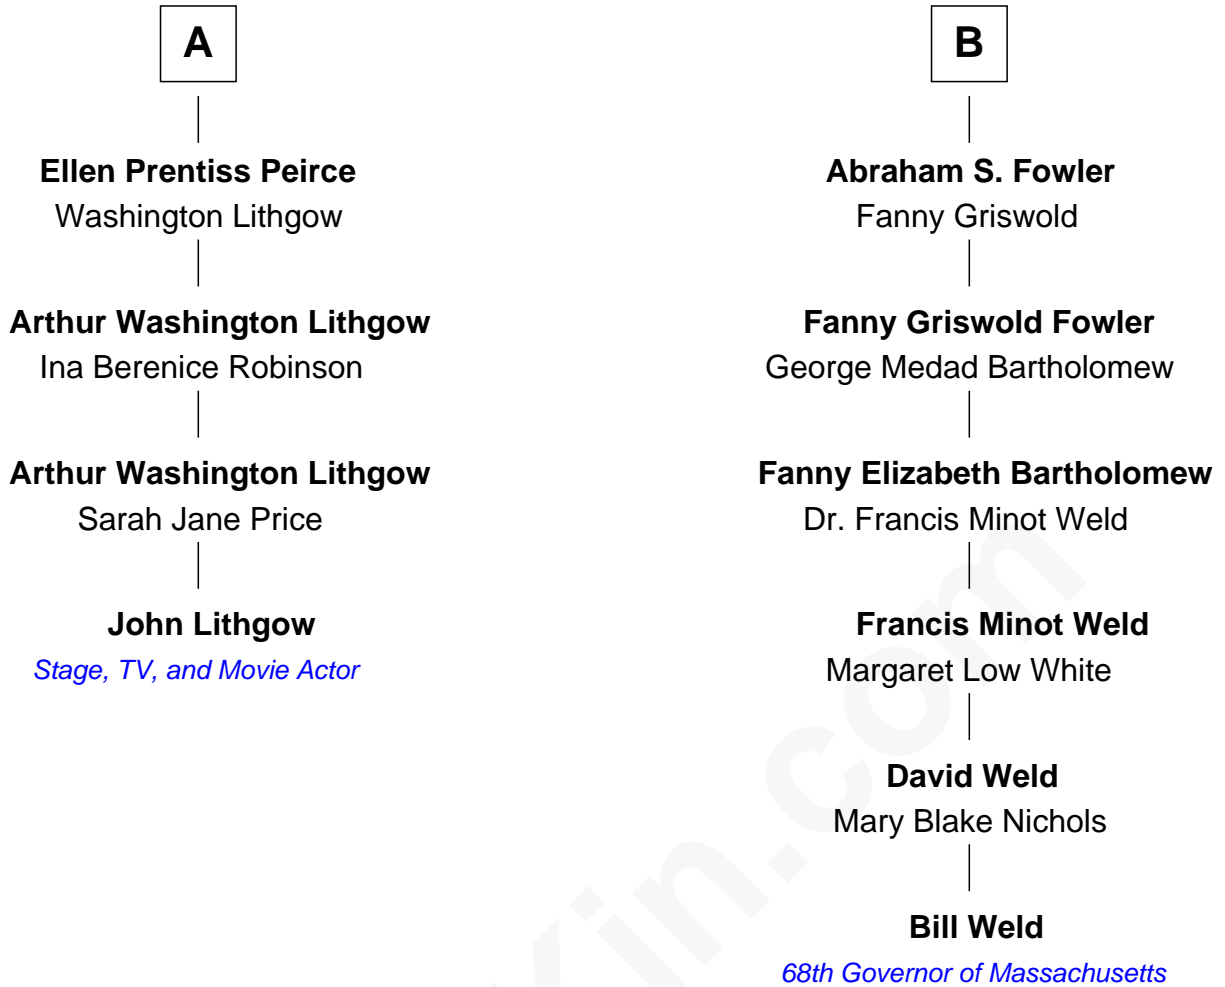 A
Ellen Prentiss Peirce
Washington Lithgow
Arthur Washington Lithgow
Ina Berenice Robinson
Arthur Washington Lithgow
Sarah Jane Price
John Lithgow
Stage, TV, and Movie Actor
B
Abraham S. Fowler
Fanny Griswold
Fanny Griswold Fowler
George Medad Bartholomew
Fanny Elizabeth Bartholomew
Dr. Francis Minot Weld
Francis Minot Weld
Margaret Low White
David Weld
Mary Blake Nichols
Bill Weld
68th Governor of Massachusetts
Kin.com